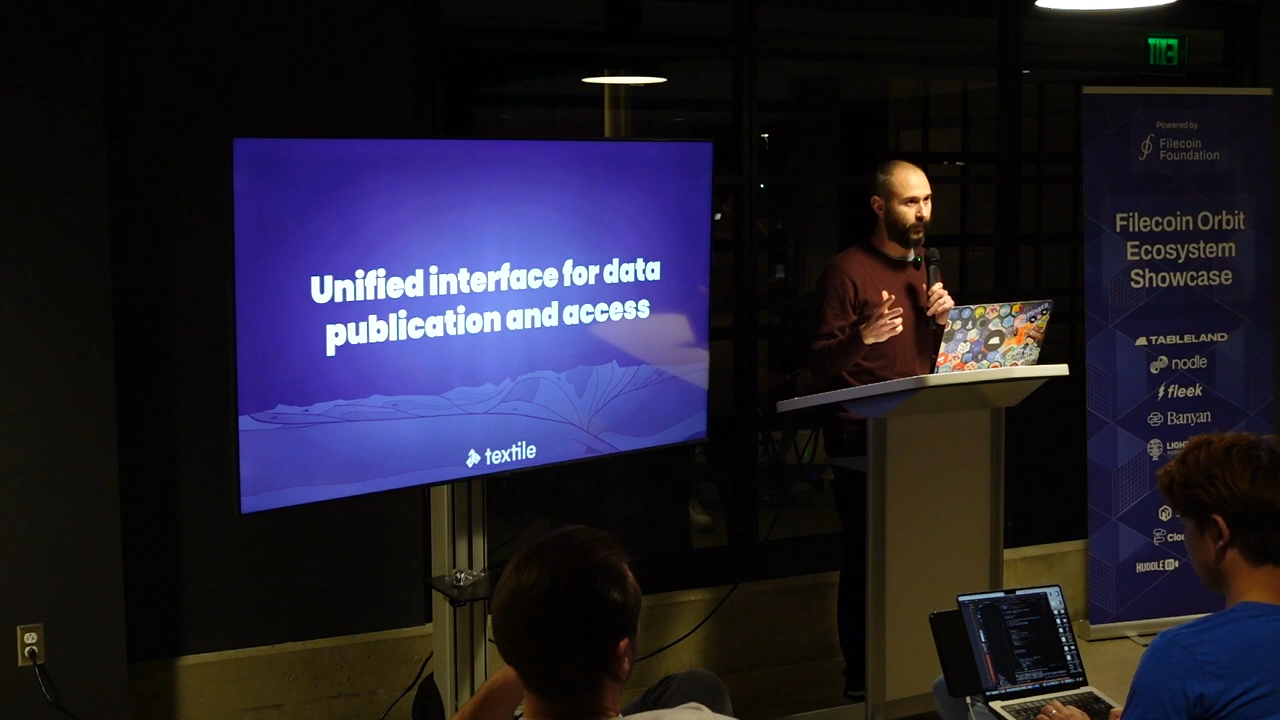 Unified interface for data
publication and access
textile
EXIT
Powered by
Filecoin
Foundation
Filecoin Orbit
Ecosystem
Showcase
TABLELAND
nodle
fleek
Banyan
HUDDLE